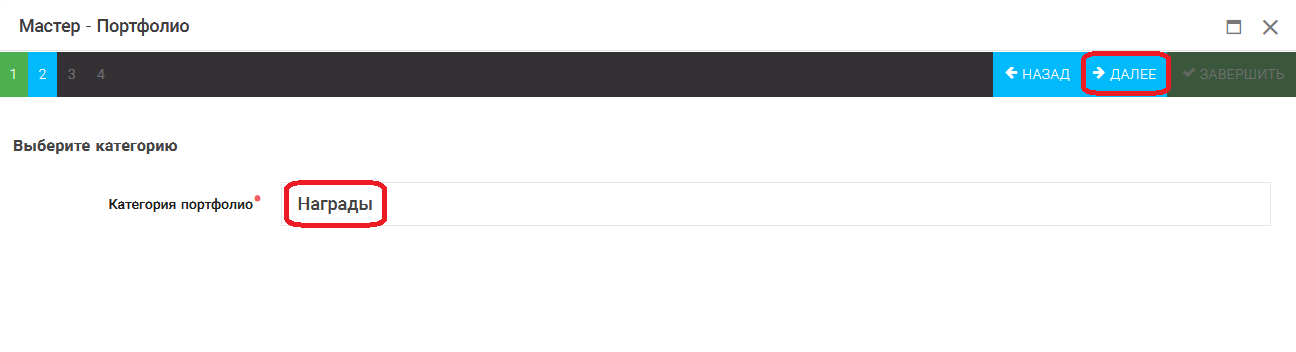 Мастер - Портфолио
1 2 3 4 НАЗАД ДАЛЕЕ ЗАВЕРШИТЬ
Выберите категорию
Категория портфолио Награды